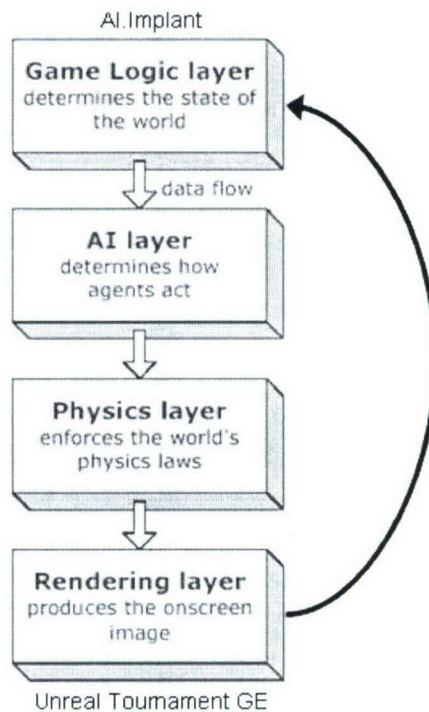 AI.Implant
Game Logic layer
determines the state of
the world
data flow
AI layer
determines how
agents act
Physics layer
enforces the world's
physics laws
Rendering layer
produces the onscreen
image
Unreal Tournament GE